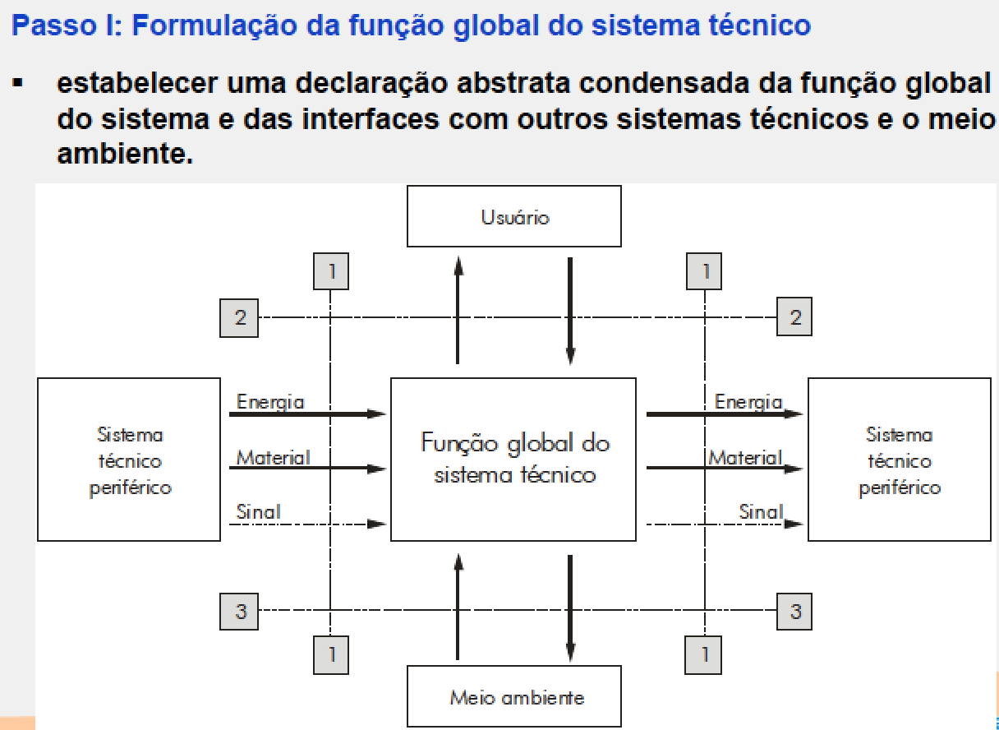 Passo I: Formulação da função global do sistema técnico
▪ estabelecer uma declaração abstrata condensada da função global
do sistema e das interfaces com outros sistemas técnicos e o meio
ambiente.
Usuário
1
1
2
2
Sistema
técnico
periférico
Energia
Material
Sinal
Função global do
sistema técnico
Energia
Material
Sinal
Sistema
técnico
periférico
3
3
1
1
Meio ambiente